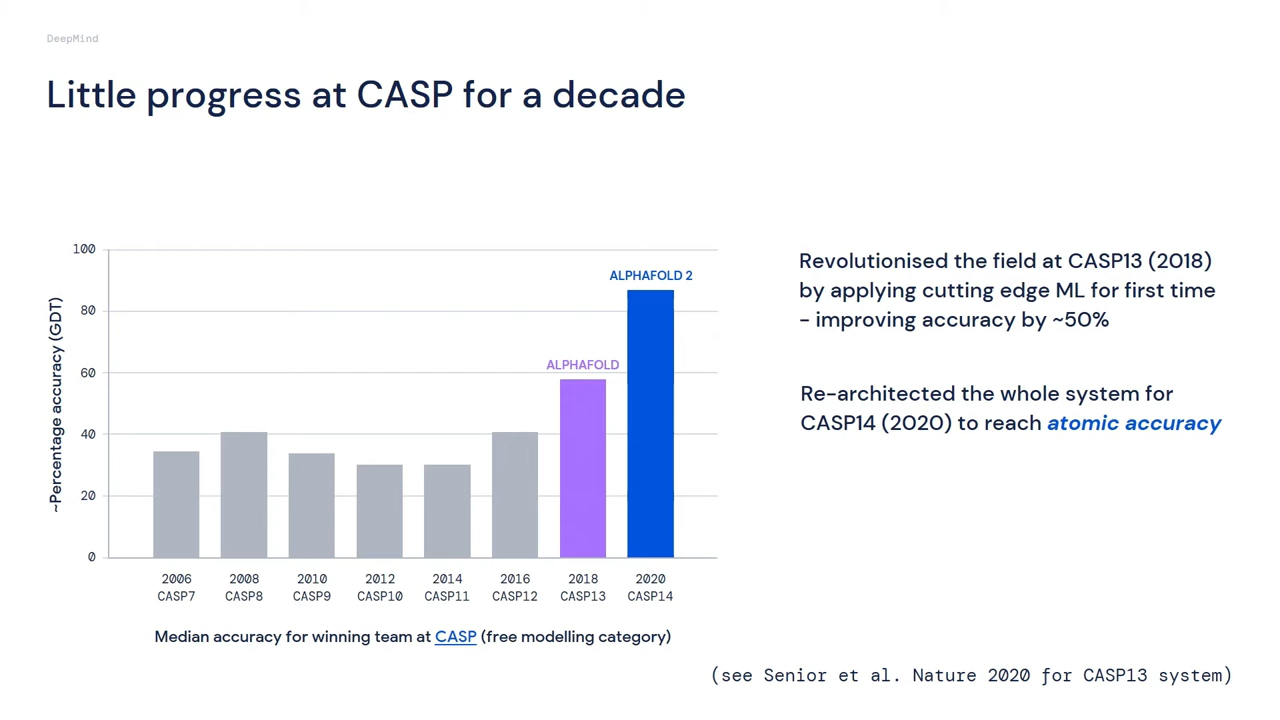 DeepMind
Little progress at CASP for a decade
~Percentage accuracy (GDT)
100
80
60
40
20
0
ALPHAFOLD
ALPHAFOLD 2
2006 2008 2010 2012 2014 2016 2018 2020
CASP7 CASP8 CASP9 CASP10 CASP11 CASP12 CASP13 CASP14
Median accuracy for winning team at CASP (free modelling category)
Revolutionised the field at CASP13 (2018)
by applying cutting edge ML for first time
– improving accuracy by ~50%
Re-architected the whole system for
CASP14 (2020) to reach atomic accuracy
(see Senior et al. Nature 2020 for CASP13 system)